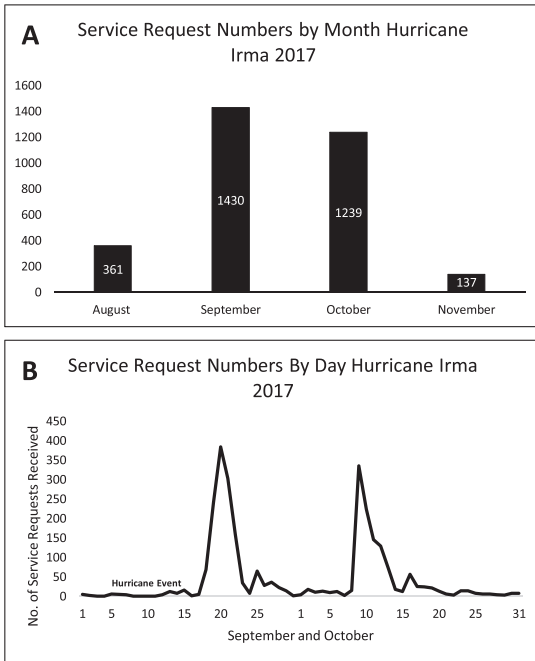 A
Service Request Numbers by Month Hurricane
Irma 2017
1600
1400
1200
1000
800
600
400
200
0
361
1430
1239
137
August September October November
B
Service Request Numbers By Day Hurricane Irma
2017
No. of Service Requests Received
450
400
350
300
250
200
150
100
50
0
Hurricane Event
1 5 10 15 20 25 1 5 10 15 20 25 31
September and October